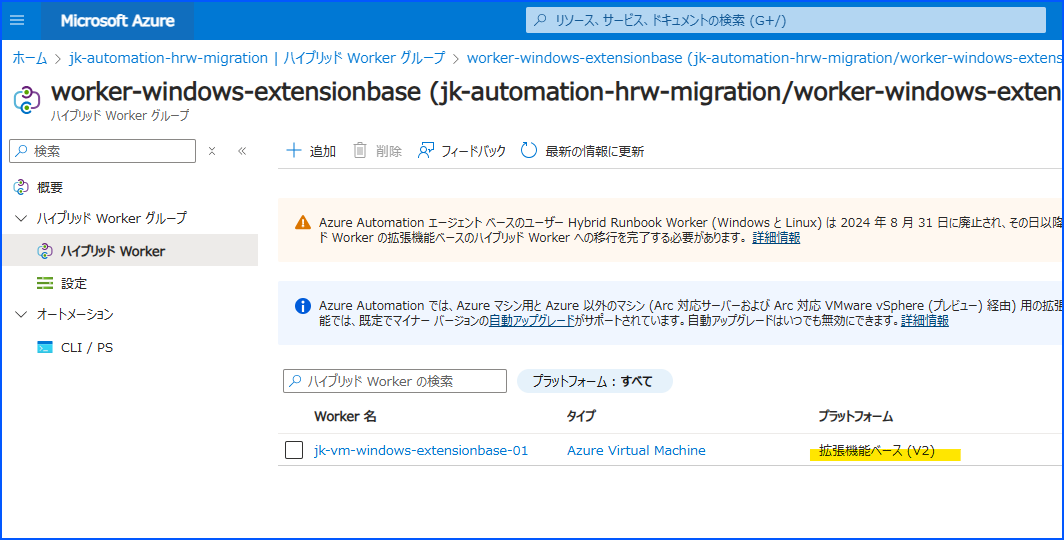 Microsoft Azure
リソース、サービス、ドキュメントの検索 (G+/)
ホーム > jk-automation-hrw-migration | ハイブリッド Worker グループ > worker-windows-extensionbase (jk-automation-hrw-migration/worker-windows-extens
worker-windows-extensionbase (jk-automation-hrw-migration/worker-windows-exten
ハイブリッド Worker グループ
検索
追加
削除
フィードバック
最新の情報に更新
概要
ハイブリッド Worker グループ
ハイブリッド Worker
設定
オートメーション
CLI / PS
Azure Automation エージェント ベースのユーザー Hybrid Runbook Worker (Windows と Linux) は 2024 年 8 月 31 日に廃止され、その日以降
ド Worker の拡張機能ベースのハイブリッド Worker への移行を完了する必要があります。 詳細情報
Azure Automation では、Azure マシン用と Azure 以外のマシン (Arc 対応サーバーおよび Arc 対応 VMware vSphere (プレビュー) 経由) 用の拡張
能では、既定でマイナー バージョンの自動アップグレードがサポートされています。自動アップグレードはいつでも無効にできます。詳細情報
ハイブリッド Worker の検索
プラットフォーム : すべて
Worker 名
タイプ
プラットフォーム
jk-vm-windows-extensionbase-01
Azure Virtual Machine
拡張機能ベース (V2)